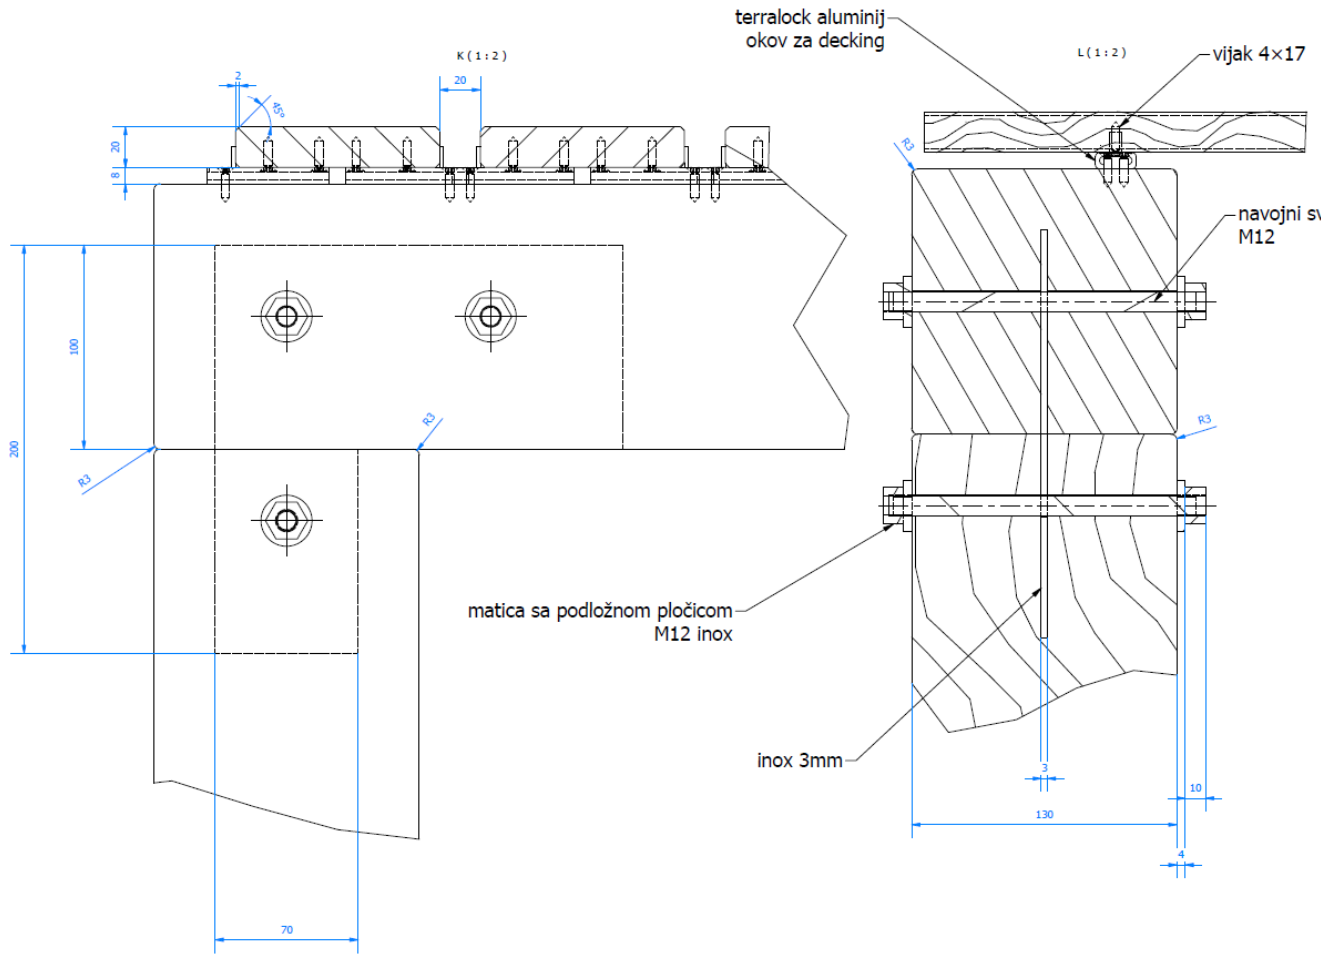 terralock aluminij
okov za decking
K ( 1 : 2 )
L ( 1 : 2 )
vijak 4×17
2
45°
20
20
8
R3
navojni sv
M12
100
200
R3
R3
R3
matica sa podložnom pločicom
M12 inox
inox 3mm
3
10
130
4
70